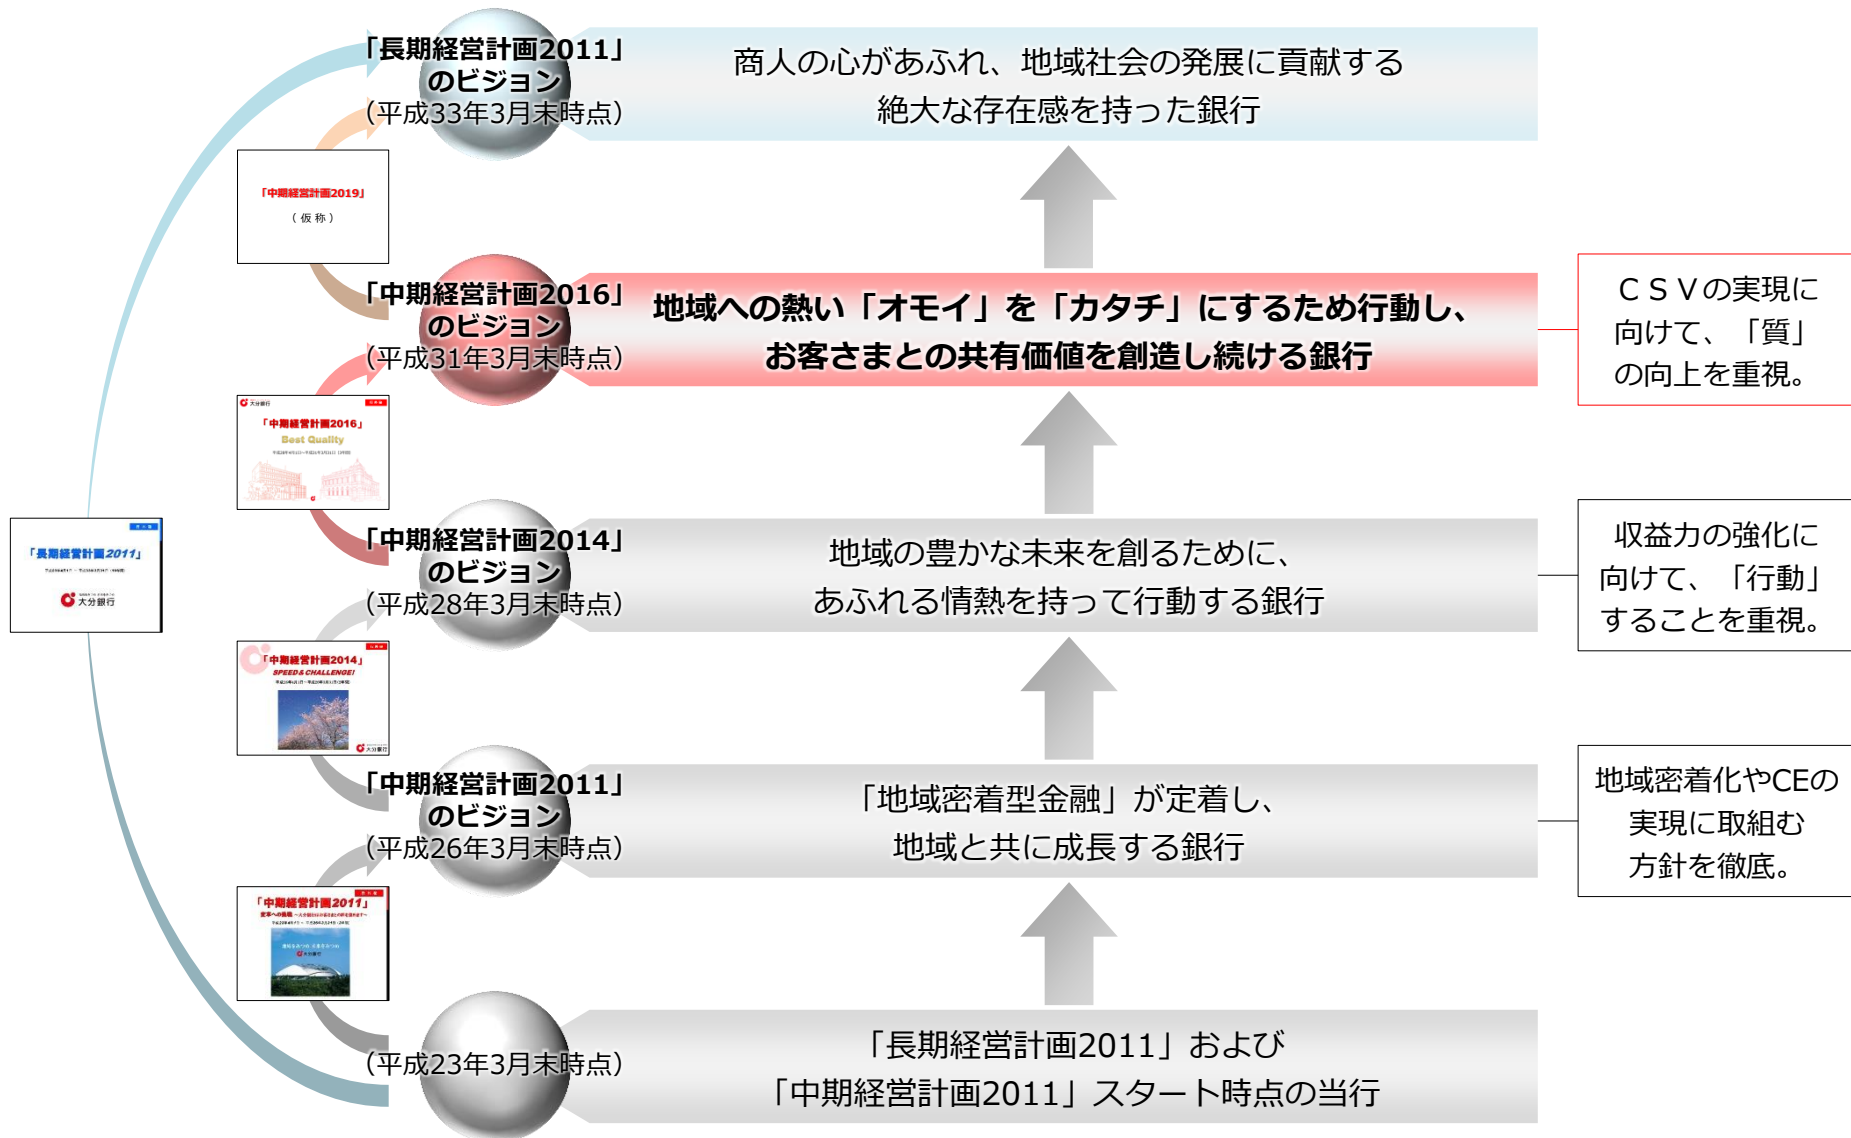 「長期経営計画2011」
のビジョン
（平成33年3月末時点）
商人の心があふれ、地域社会の発展に貢献する
絶大な存在感を持った銀行
「中期経営計画2019」
（仮称）
「中期経営計画2016」
のビジョン
（平成31年3月末時点）
地域への熱い「オモイ」を「カタチ」にするため行動し、
お客さまとの共有価値を創造し続ける銀行
ＣＳＶの実現に
向けて、「質」
の向上を重視。
大分銀行
「中期経営計画2016」
Best Quality
「中期経営計画2014」
のビジョン
（平成28年3月末時点）
地域の豊かな未来を創るために、
あふれる情熱を持って行動する銀行
収益力の強化に
向けて、「行動」
することを重視。
「長期経営計画2011」
大分銀行
「中期経営計画2014」
SPEED&CHALLENGE!
大分銀行
「中期経営計画2011」
のビジョン
（平成26年3月末時点）
「地域密着型金融」が定着し、
地域と共に成長する銀行
地域密着化やCEの
実現に取組む
方針を徹底。
「中期経営計画2011」
大分銀行
（平成23年3月末時点）
「長期経営計画2011」および
「中期経営計画2011」スタート時点の当行